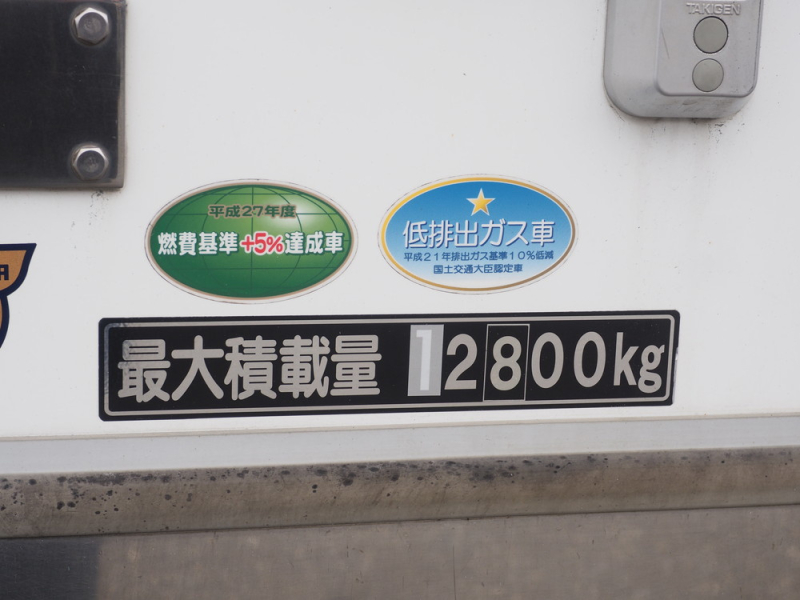 TAKIGEN
平成27年度
燃費基準+5%達成車
低排出ガス車
平成21年排出ガス基準10%低減
国土交通大臣認定車
最大積載量 12800kg